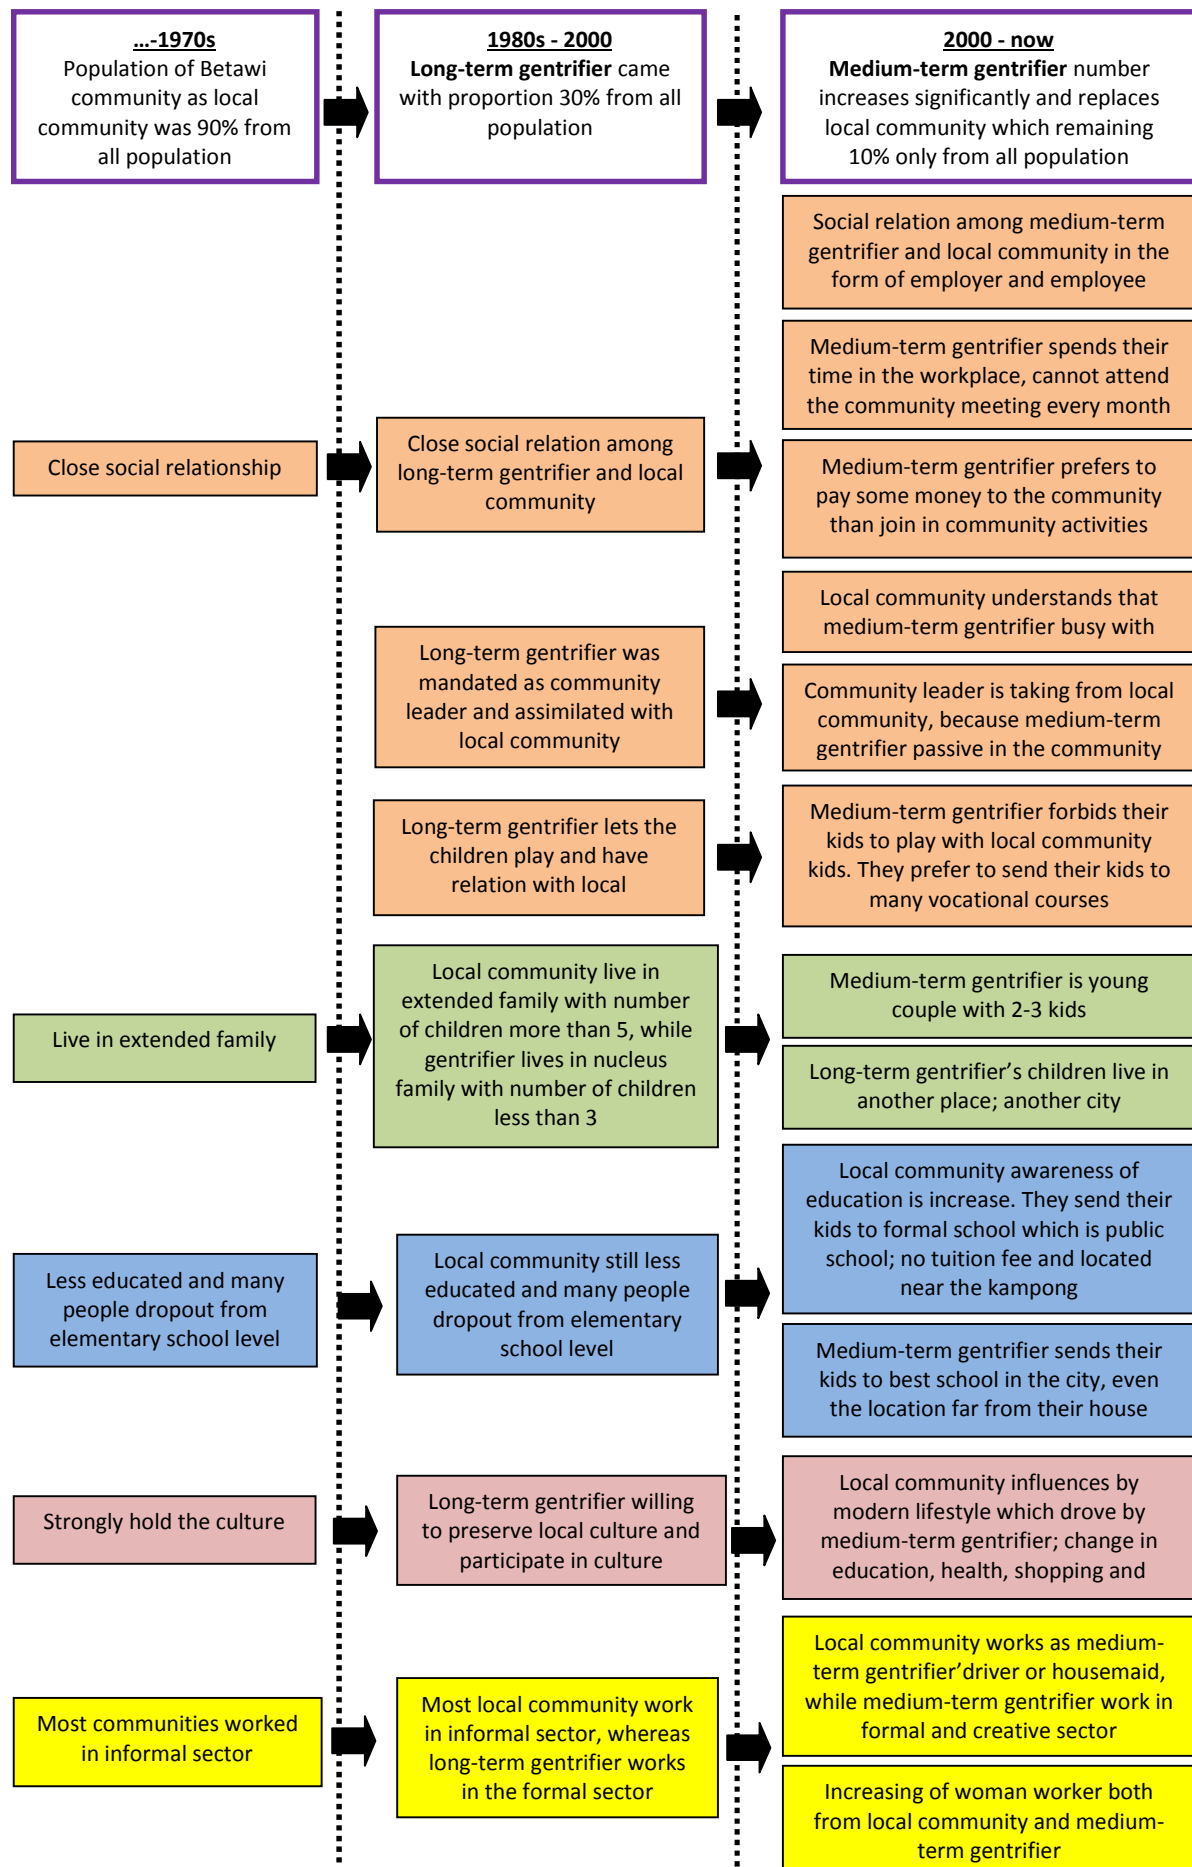 ...-1970s
Population of Betawi
community as local
community was 90% from
all population
1980s - 2000
Long-term gentrifier came
with proportion 30% from all
population
2000 - now
Medium-term gentrifier number
increases significantly and replaces
local community which remaining
10% only from all population
Social relation among medium-term
gentrifier and local community in the
form of employer and employee
Medium-term gentrifier spends their
time in the workplace, cannot attend
the community meeting every month
Close social relationship
Close social relation among
long-term gentrifier and local
community
Medium-term gentrifier prefers to
pay some money to the community
than join in community activities
Local community understands that
medium-term gentrifier busy with
Long-term gentrifier was
mandated as community
leader and assimilated with
local community
Community leader is taking from local
community, because medium-term
gentrifier passive in the community
Long-term gentrifier lets the
children play and have
relation with local
Medium-term gentrifier forbids their
kids to play with local community
kids. They prefer to send their kids to
many vocational courses
Live in extended family
Local community live in
extended family with number
of children more than 5, while
gentrifier lives in nucleus
family with number of children
less than 3
Medium-term gentrifier is young
couple with 2-3 kids
Long-term gentrifier's children live in
another place; another city
Less educated and many
people dropout from
elementary school level
Local community still less
educated and many people
dropout from elementary
school level
Local community awareness of
education is increase. They send their
kids to formal school which is public
school; no tuition fee and located
near the kampong
Medium-term gentrifier sends their
kids to best school in the city, even
the location far from their house
Strongly hold the culture
Long-term gentrifier willing
to preserve local culture and
participate in culture
Local community influences by
modern lifestyle which drove by
medium-term gentrifier; change in
education, health, shopping and
Most communities worked
in informal sector
Most local community work
in informal sector, whereas
long-term gentrifier works
in the formal sector
Local community works as medium-
term gentrifier'driver or housemaid,
while medium-term gentrifier work in
formal and creative sector
Increasing of woman worker both
from local community and medium-
term gentrifier